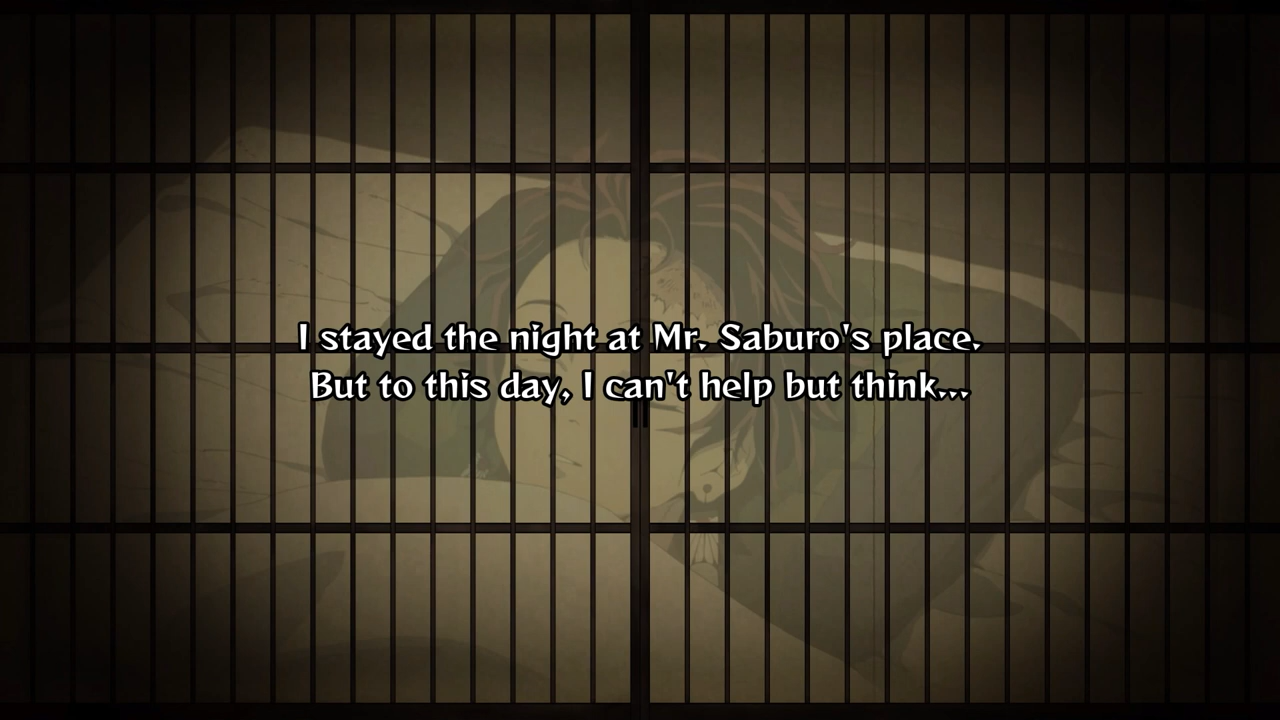 I stayed the night at Mr. Saburo's place.
But to this day, I can't help but think...